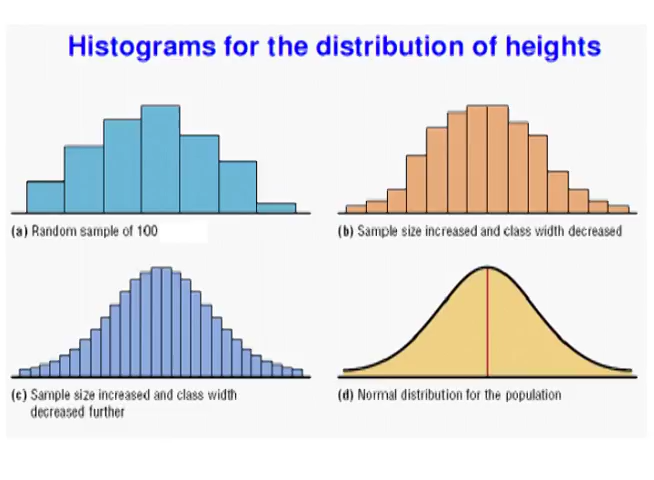 Histograms for the distribution of heights
(a) Random sample of 100
(b) Sample size increased and class width decreased
(c) Sample size increased and class width
decreased further
(d) Normal distribution for the population